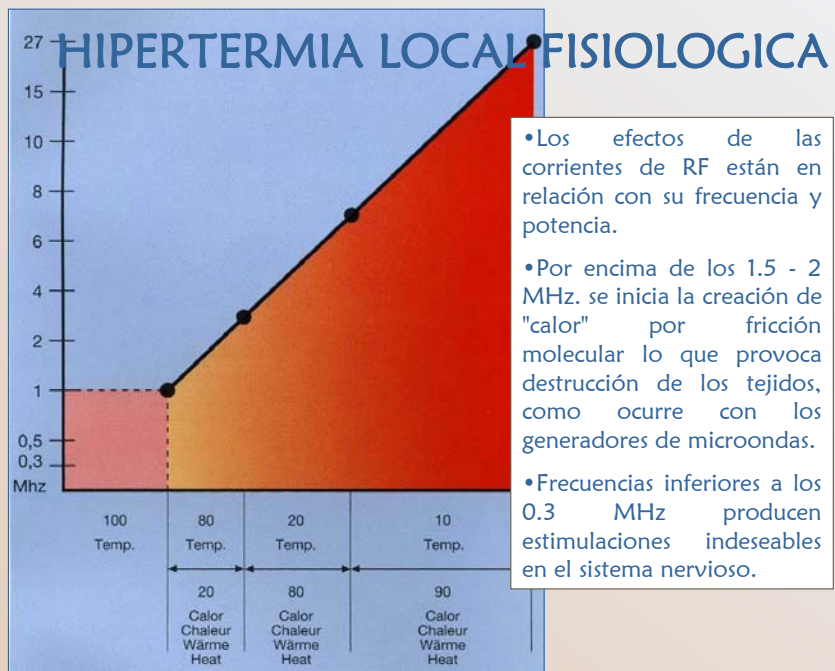 HIPERTERMIA LOCAL FISIOLOGICA
27
15
10
8
6
4
2
1
0,5
0,3
Mhz
100 80 20 10
Temp. Temp. Temp. Temp.
20 80 90
Calor Calor Calor
Chaleur Chaleur Chaleur
Wärme Wärme Wärme
Heat Heat Heat
•Los efectos de las
corrientes de RF están en
relación con su frecuencia y
potencia.
•Por encima de los 1.5 - 2
MHz. se inicia la creación de
"calor" por fricción
molecular lo que provoca
destrucción de los tejidos,
como ocurre con los
generadores de microondas.
•Frecuencias inferiores a los
0.3 MHz producen
estimulaciones indeseables
en el sistema nervioso.